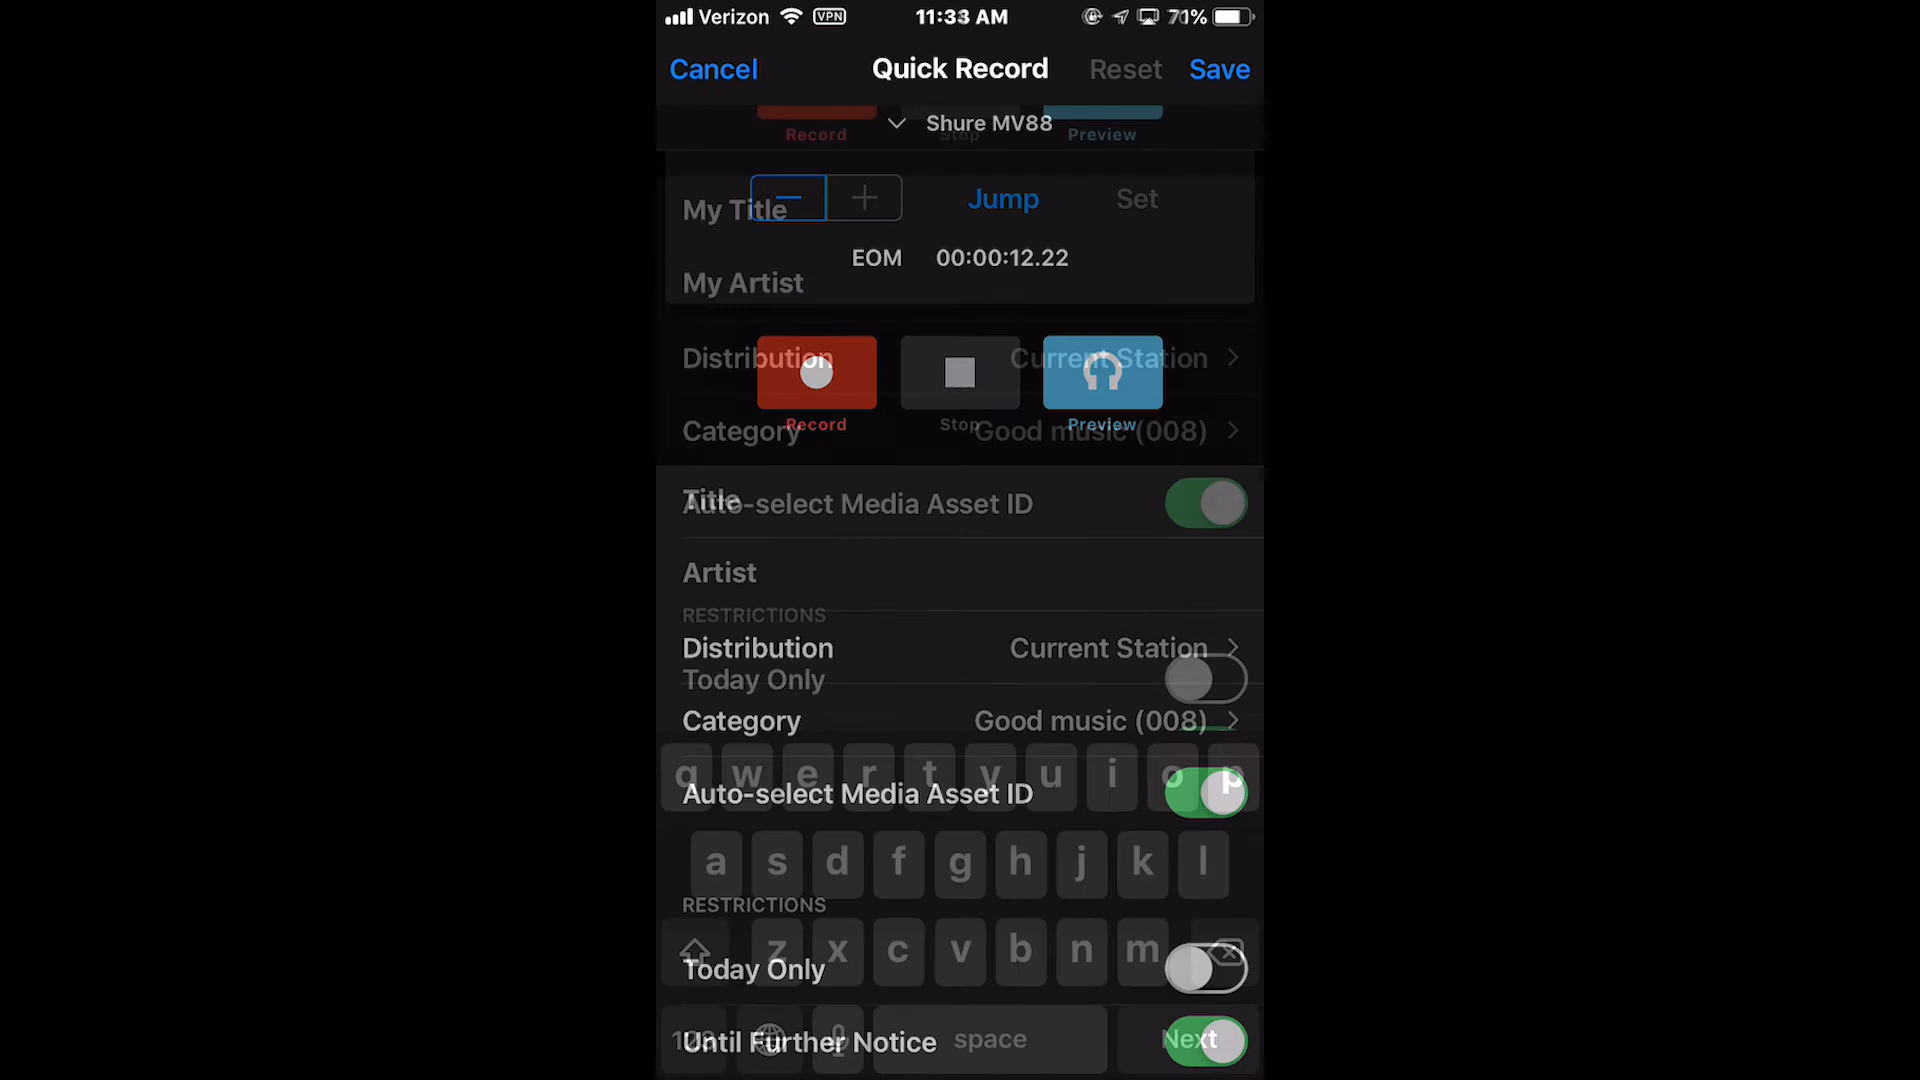 Verizon VPN 11:33 AM 71%
Cancel Quick Record Reset Save
Shure MV88
Record Stop Preview
Jump Set
My Title
EOM 00:00:12.22
My Artist
Distribution Current Station
Record Stop Preview
Category Good music (008)
Title
Auto-select Media Asset ID
Artist
RESTRICTIONS
Distribution Current Station
Today Only
Category Good music (008)
q w e r t y u i o p
Auto-select Media Asset ID
a s d f g h j k l
RESTRICTIONS
z x c v b n m
Today Only
123 space Next
Until Further Notice